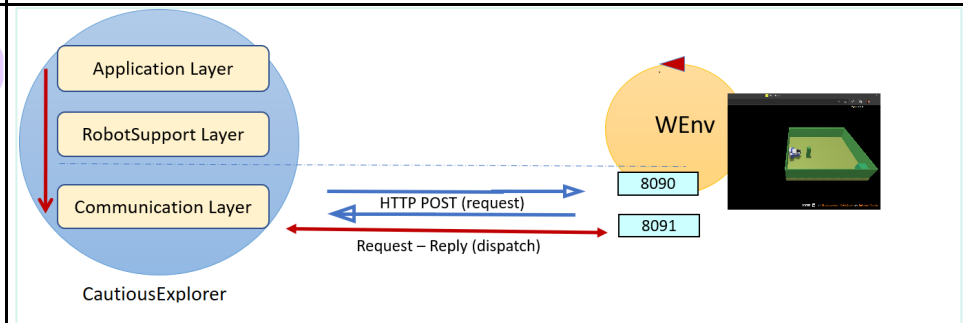 Application Layer
RobotSupport Layer
Communication Layer
CautiousExplorer
HTTP POST (request)
Request – Reply (dispatch)
WEnv
8090
8091